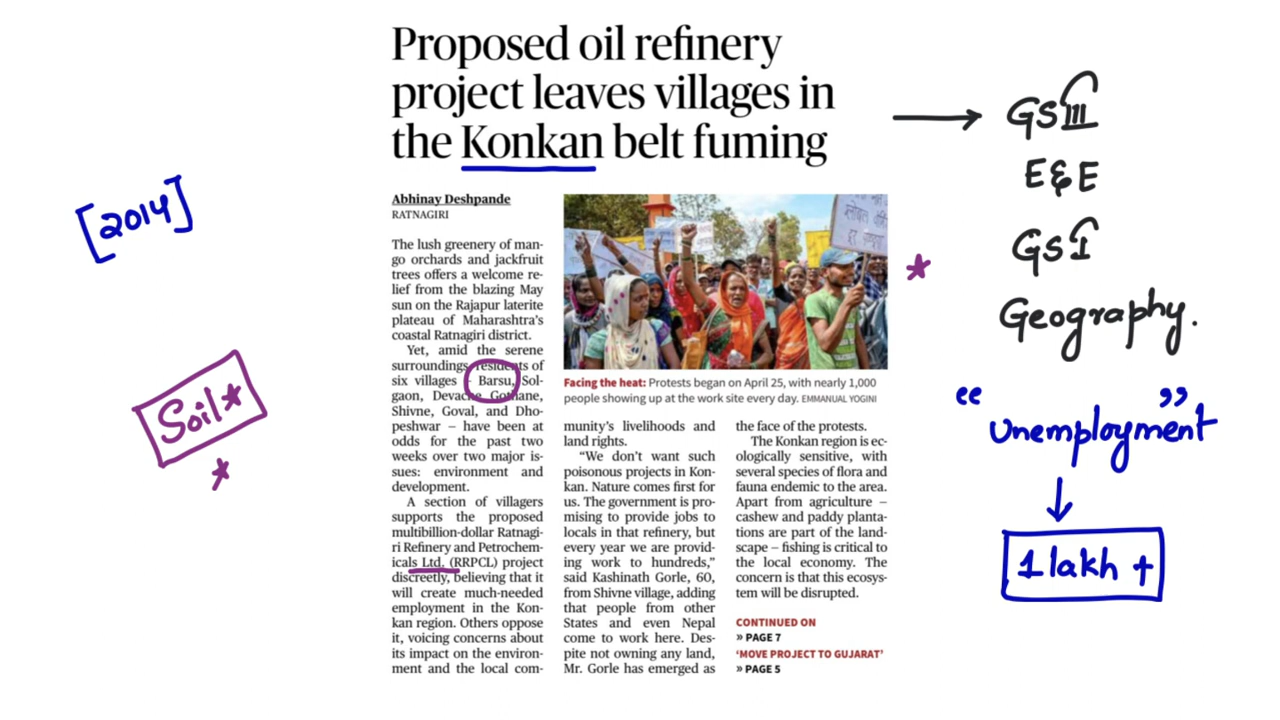 Proposed oil refinery
project leaves villages in
the Konkan belt fuming
Abhinay Deshpande
RATNAGIRI
The lush greenery of man-
go orchards and jackfruit
trees offers a welcome re-
lief from the blazing May
sun on the Rajapur laterite
plateau of Maharashtra's
coastal Ratnagiri district.
Yet, amid the serene
surroundings, residents of
six villages – Barsu, Sol-
gaon, Devache Gothane,
Shivne, Goval, and Dho-
peshwar – have been at
odds for the past two
weeks over two major is-
sues: environment and
development.
A section of villagers
supports the proposed
multibillion-dollar Ratnagi-
ri Refinery and Petrochem-
icals Ltd. (RRPCL) project
discreetly, believing that it
will create much-needed
employment in the Kon-
kan region. Others oppose
it, voicing concerns about
its impact on the environ-
ment and the local com-
Facing the heat: Protests began on April 25, with nearly 1,000
people showing up at the work site every day. EMMANUAL YOGINI
munity's livelihoods and
land rights.
"We don't want such
poisonous projects in Kon-
kan. Nature comes first for
us. The government is pro-
mising to provide jobs to
locals in that refinery, but
every year we are provid-
ing work to hundreds,"
said Kashinath Gorle, 60,
from Shivne village, adding
that people from other
States and even Nepal
come to work here. Des-
pite not owning any land,
Mr. Gorle has emerged as
the face of the protests.
The Konkan region is ec-
ologically sensitive, with
several species of flora and
fauna endemic to the area.
Apart from agriculture –
cashew and paddy planta-
tions are part of the land-
scape – fishing is critical to
the local economy. The
concern is that this ecosys-
tem will be disrupted.
CONTINUED ON
» PAGE 7
'MOVE PROJECT TO GUJARAT'
» PAGE 5
[2014]
Soil
GS III
E&E
GS I
Geography.
"Unemployment"
1 lakh +